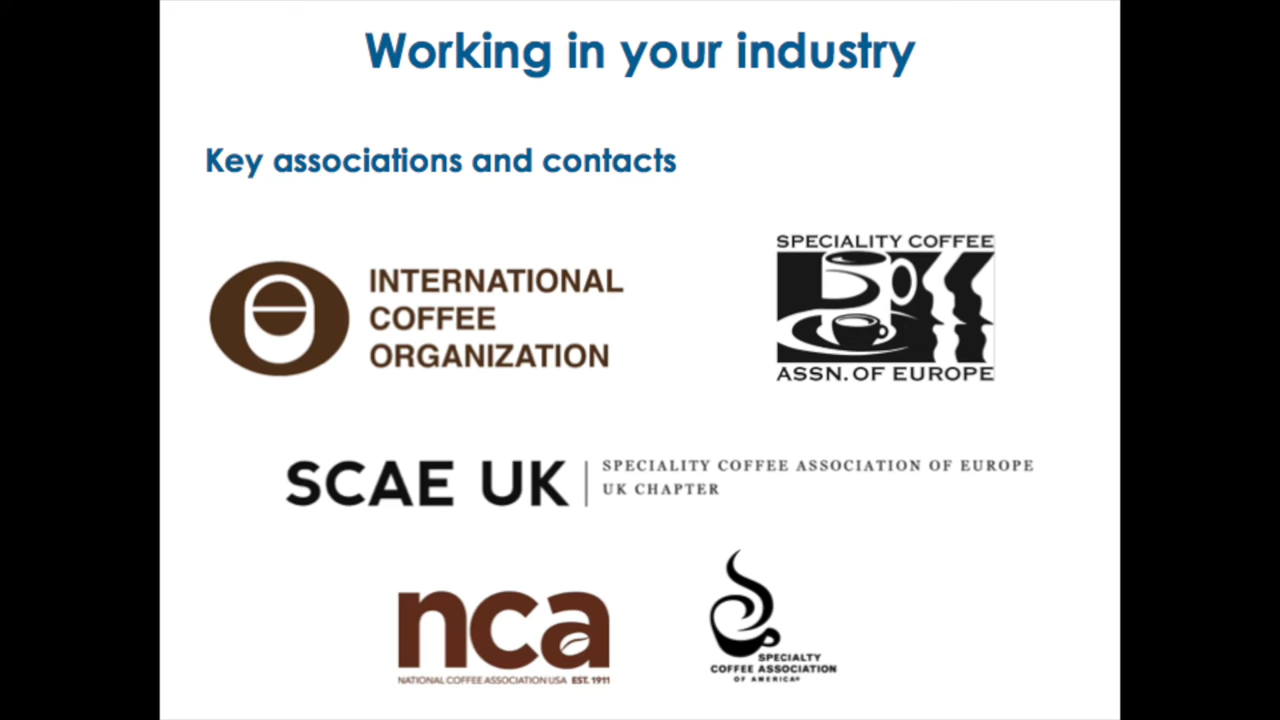 Working in your industry
Key associations and contacts
INTERNATIONAL
COFFEE
ORGANIZATION
SPECIALITY COFFEE
ASSN. OF EUROPE
SCAE UK
SPECIALITY COFFEE ASSOCIATION OF EUROPE
UK CHAPTER
nca
NATIONAL COFFEE ASSOCIATION USA EST. 1911
SPECIALTY
COFFEE ASSOCIATION
OF AMERICA®